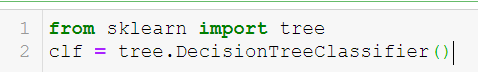 1 from sklearn import tree
2 clf = tree.DecisionTreeClassifier()